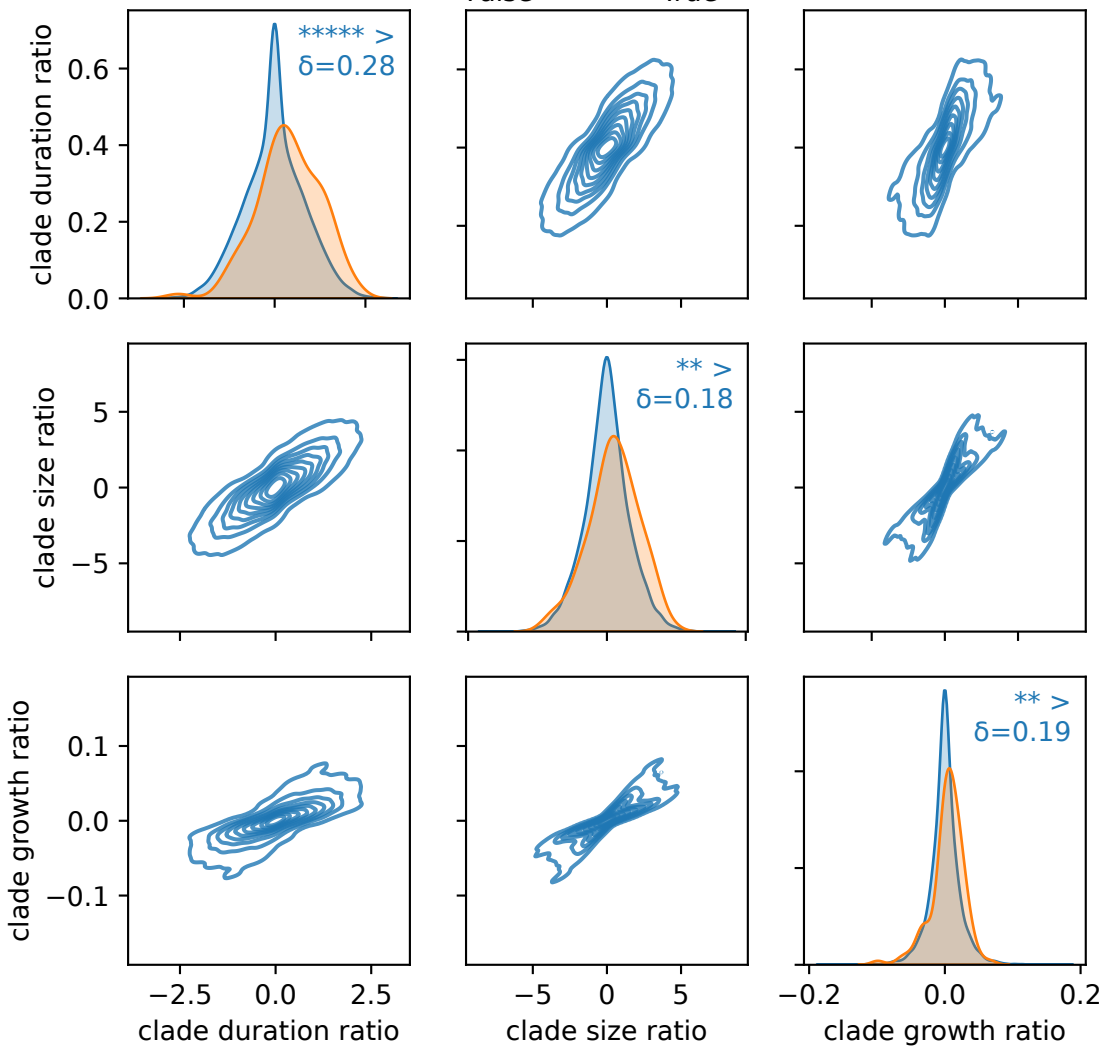 False True
clade duration ratio
0.6
0.4
0.2
0.0
***** >
δ=0.28
clade size ratio
5
0
−5
** >
δ=0.18
clade growth ratio
0.1
0.0
−0.1
** >
δ=0.19
−2.5 0.0 2.5
−5 0 5
−0.2 0.0 0.2
clade duration ratio
clade size ratio
clade growth ratio